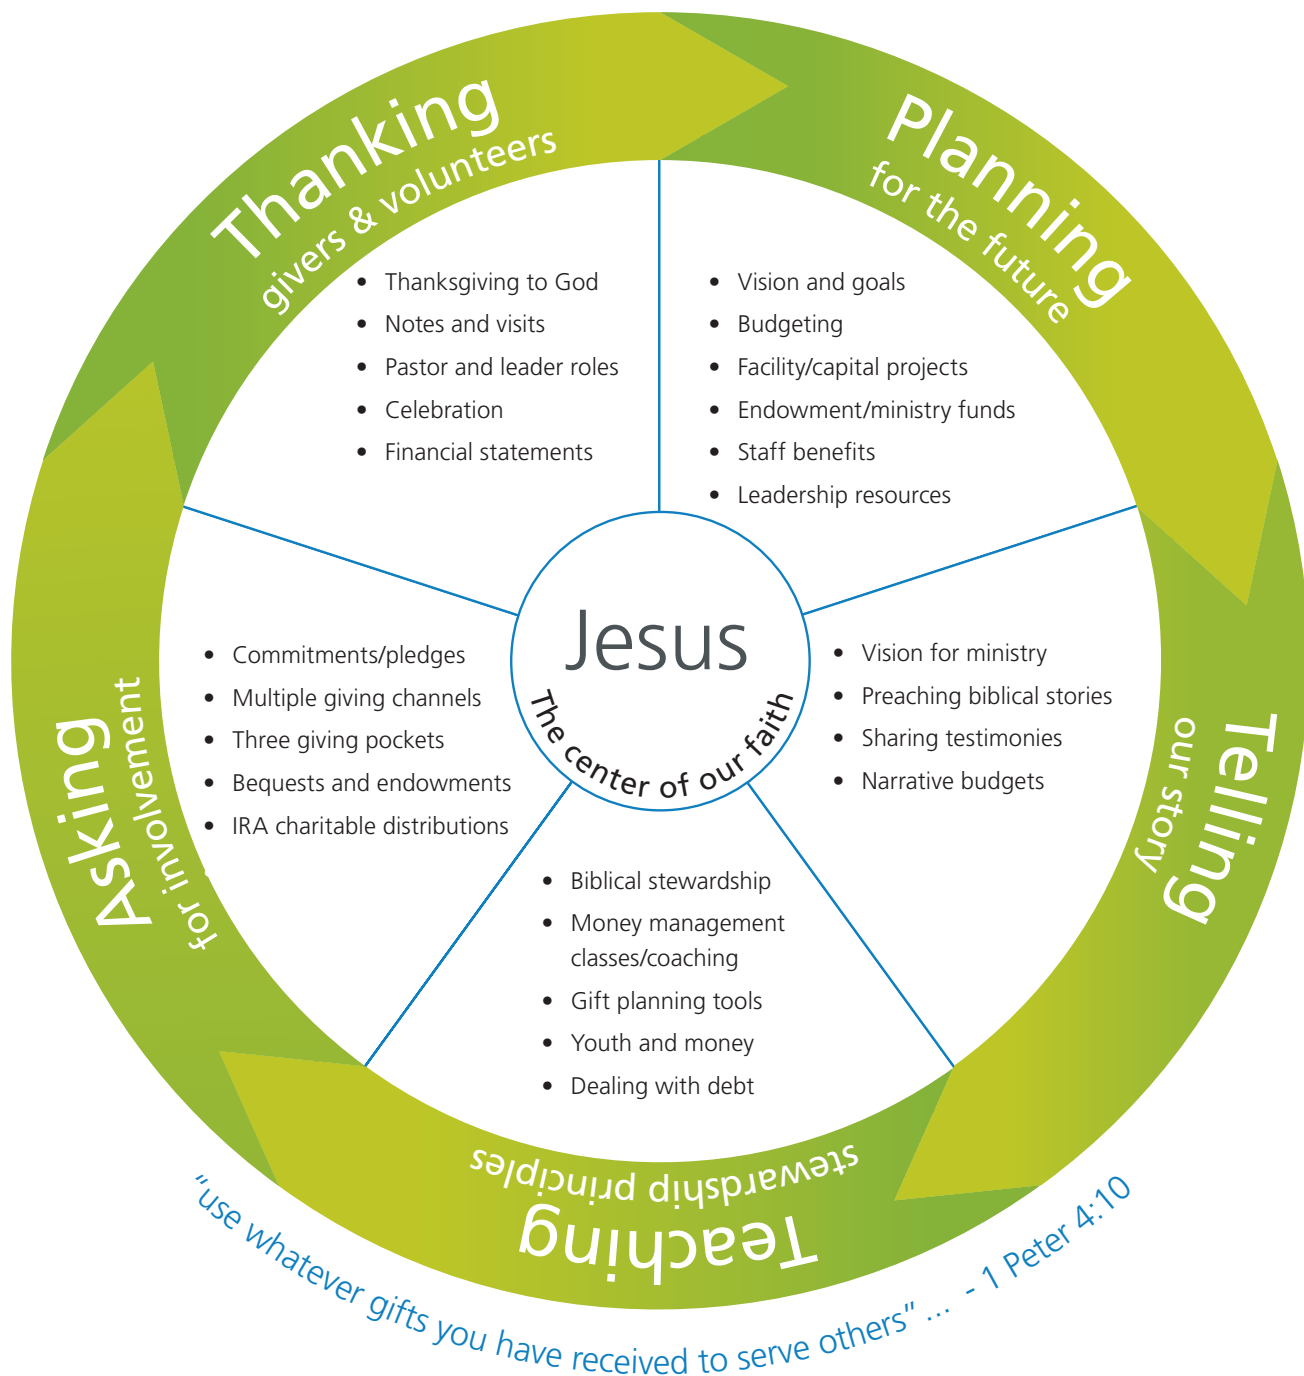 Thanking
givers & volunteers
• Thanksgiving to God
• Notes and visits
• Pastor and leader roles
• Celebration
• Financial statements
Planning
for the future
• Vision and goals
• Budgeting
• Facility/capital projects
• Endowment/ministry funds
• Staff benefits
• Leadership resources
Telling
our story
• Vision for ministry
• Preaching biblical stories
• Sharing testimonies
• Narrative budgets
Teaching
stewardship principles
• Biblical stewardship
• Money management
classes/coaching
• Gift planning tools
• Youth and money
• Dealing with debt
Asking
for involvement
• Commitments/pledges
• Multiple giving channels
• Three giving pockets
• Bequests and endowments
• IRA charitable distributions
Jesus
The center of our faith
“use whatever gifts you have received to serve others” ... - 1 Peter 4:10